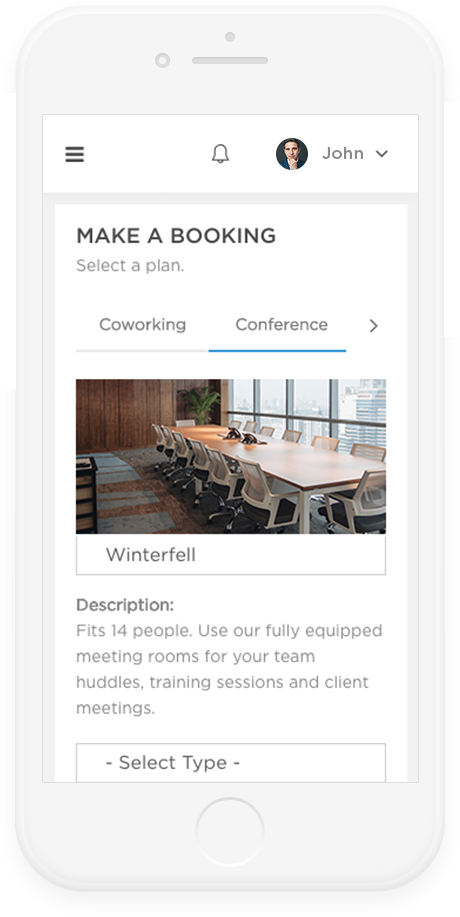 John
MAKE A BOOKING
Select a plan.
Coworking Conference
Winterfell
Description:
Fits 14 people. Use our fully equipped
meeting rooms for your team
huddles, training sessions and client
meetings.
- Select Type -